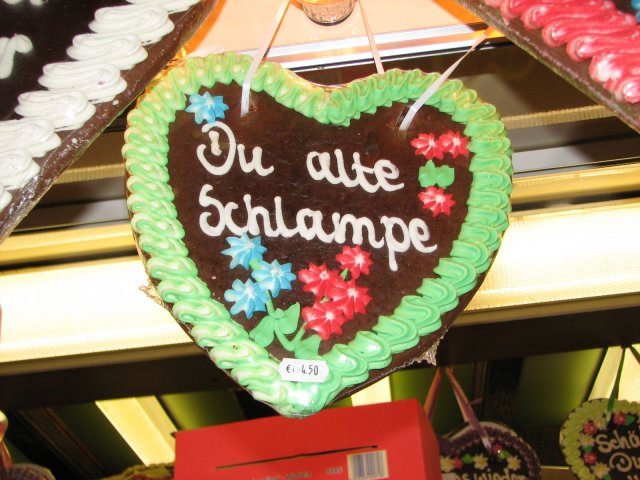 Du alte
Schlampe
€ 4.50